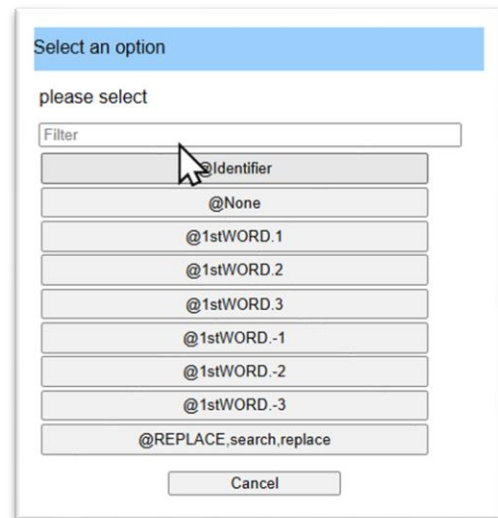 Select an option
please select
Filter
@Identifier
@None
@1stWORD.1
@1stWORD.2
@1stWORD.3
@1stWORD.-1
@1stWORD.-2
@1stWORD.-3
@REPLACE,search,replace
Cancel